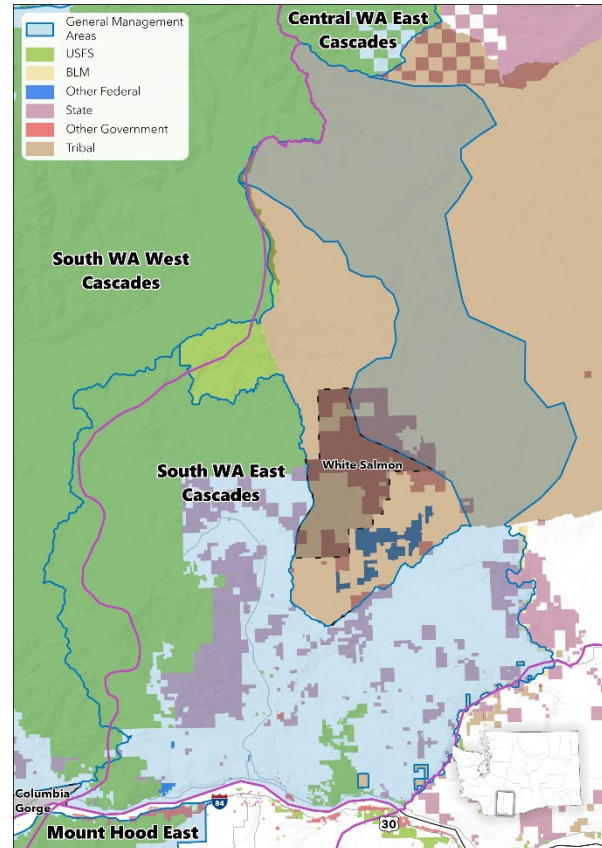 Central WA East
Cascades
General Management
Areas
USFS
BLM
Other Federal
State
Other Government
Tribal
South WA West
Cascades
South WA East
Cascades
White Salmon
Columbia
Gorge
84
Mount Hood East
30